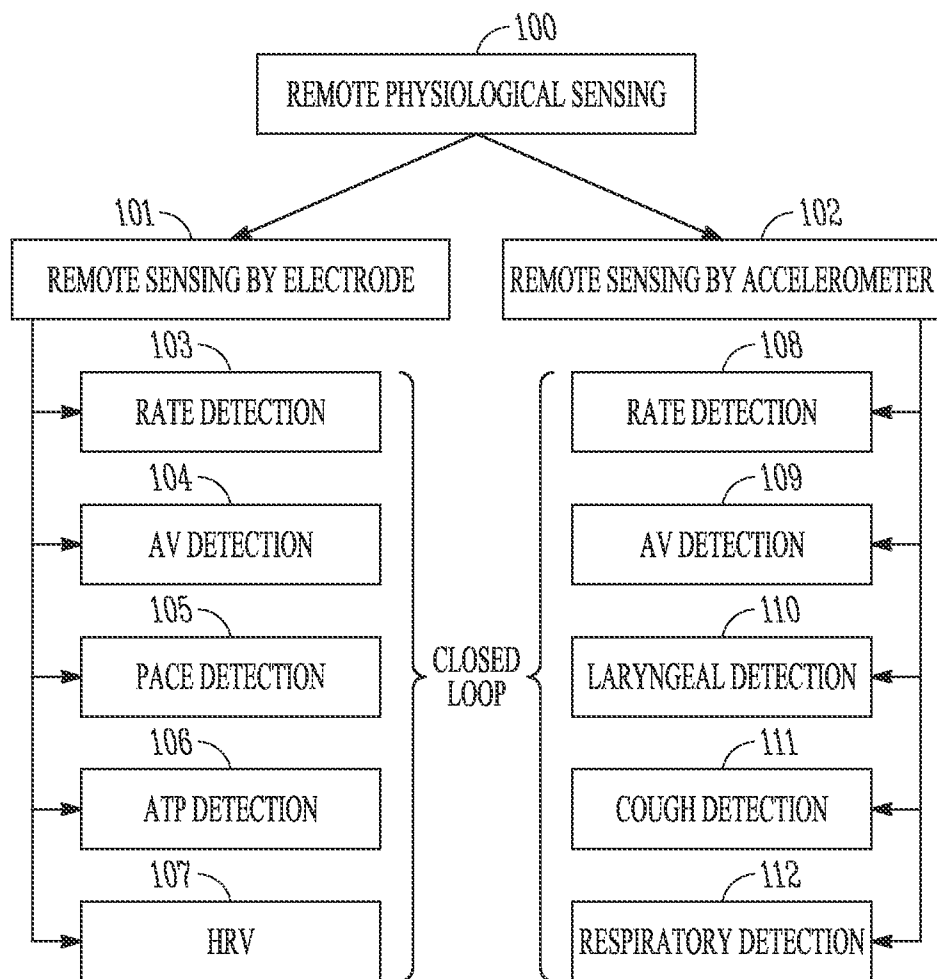 100
REMOTE PHYSIOLOGICAL SENSING
101
REMOTE SENSING BY ELECTRODE
102
REMOTE SENSING BY ACCELEROMETER
103
RATE DETECTION
104
AV DETECTION
105
PACE DETECTION
106
ATP DETECTION
107
HRV
CLOSED
LOOP
108
RATE DETECTION
109
AV DETECTION
110
LARYNGEAL DETECTION
111
COUGH DETECTION
112
RESPIRATORY DETECTION